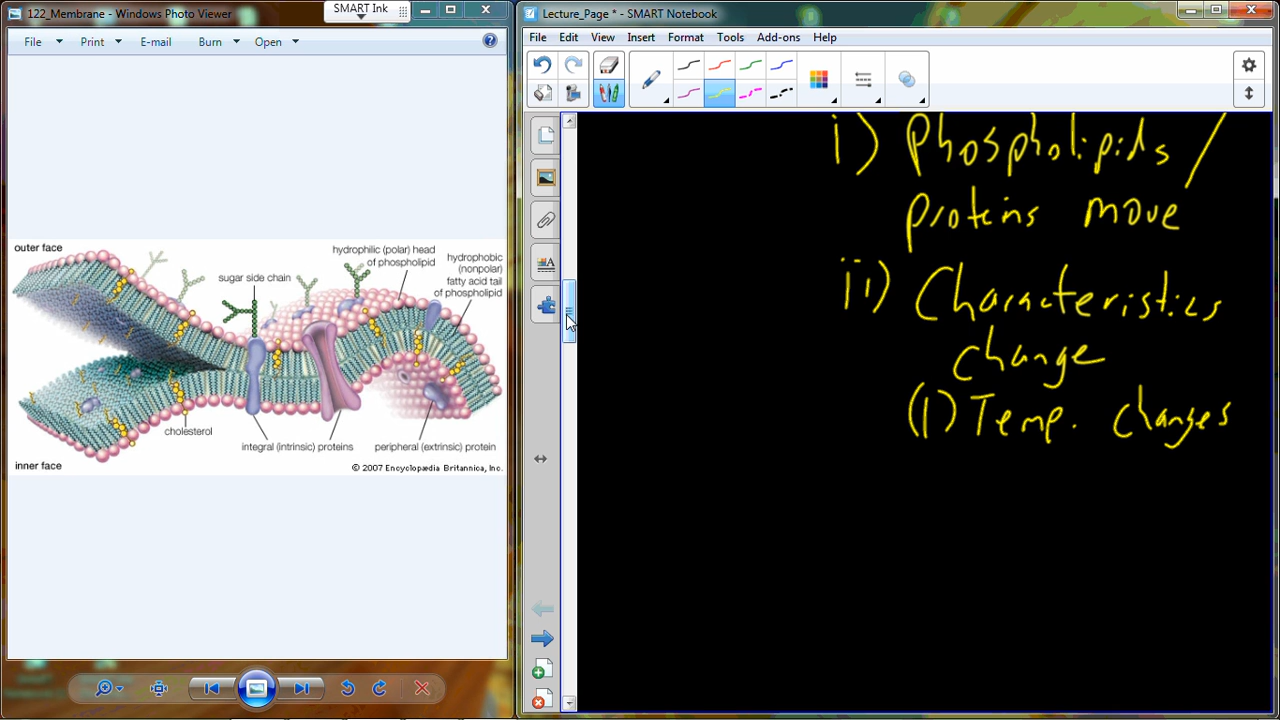 122_Membrane - Windows Photo Viewer
SMART Ink
File Print E-mail Burn Open
outer face
sugar side chain
hydrophilic (polar) head
of phospholipid
hydrophobic
(nonpolar)
fatty acid tail
of phospholipid
cholesterol
integral (intrinsic) proteins
peripheral (extrinsic) protein
inner face
© 2007 Encyclopædia Britannica, Inc.
Lecture_Page * - SMART Notebook
File Edit View Insert Format Tools Add-ons Help
i) Phospholipids /
proteins move
ii) Characteristics
change
(1) Temp. changes